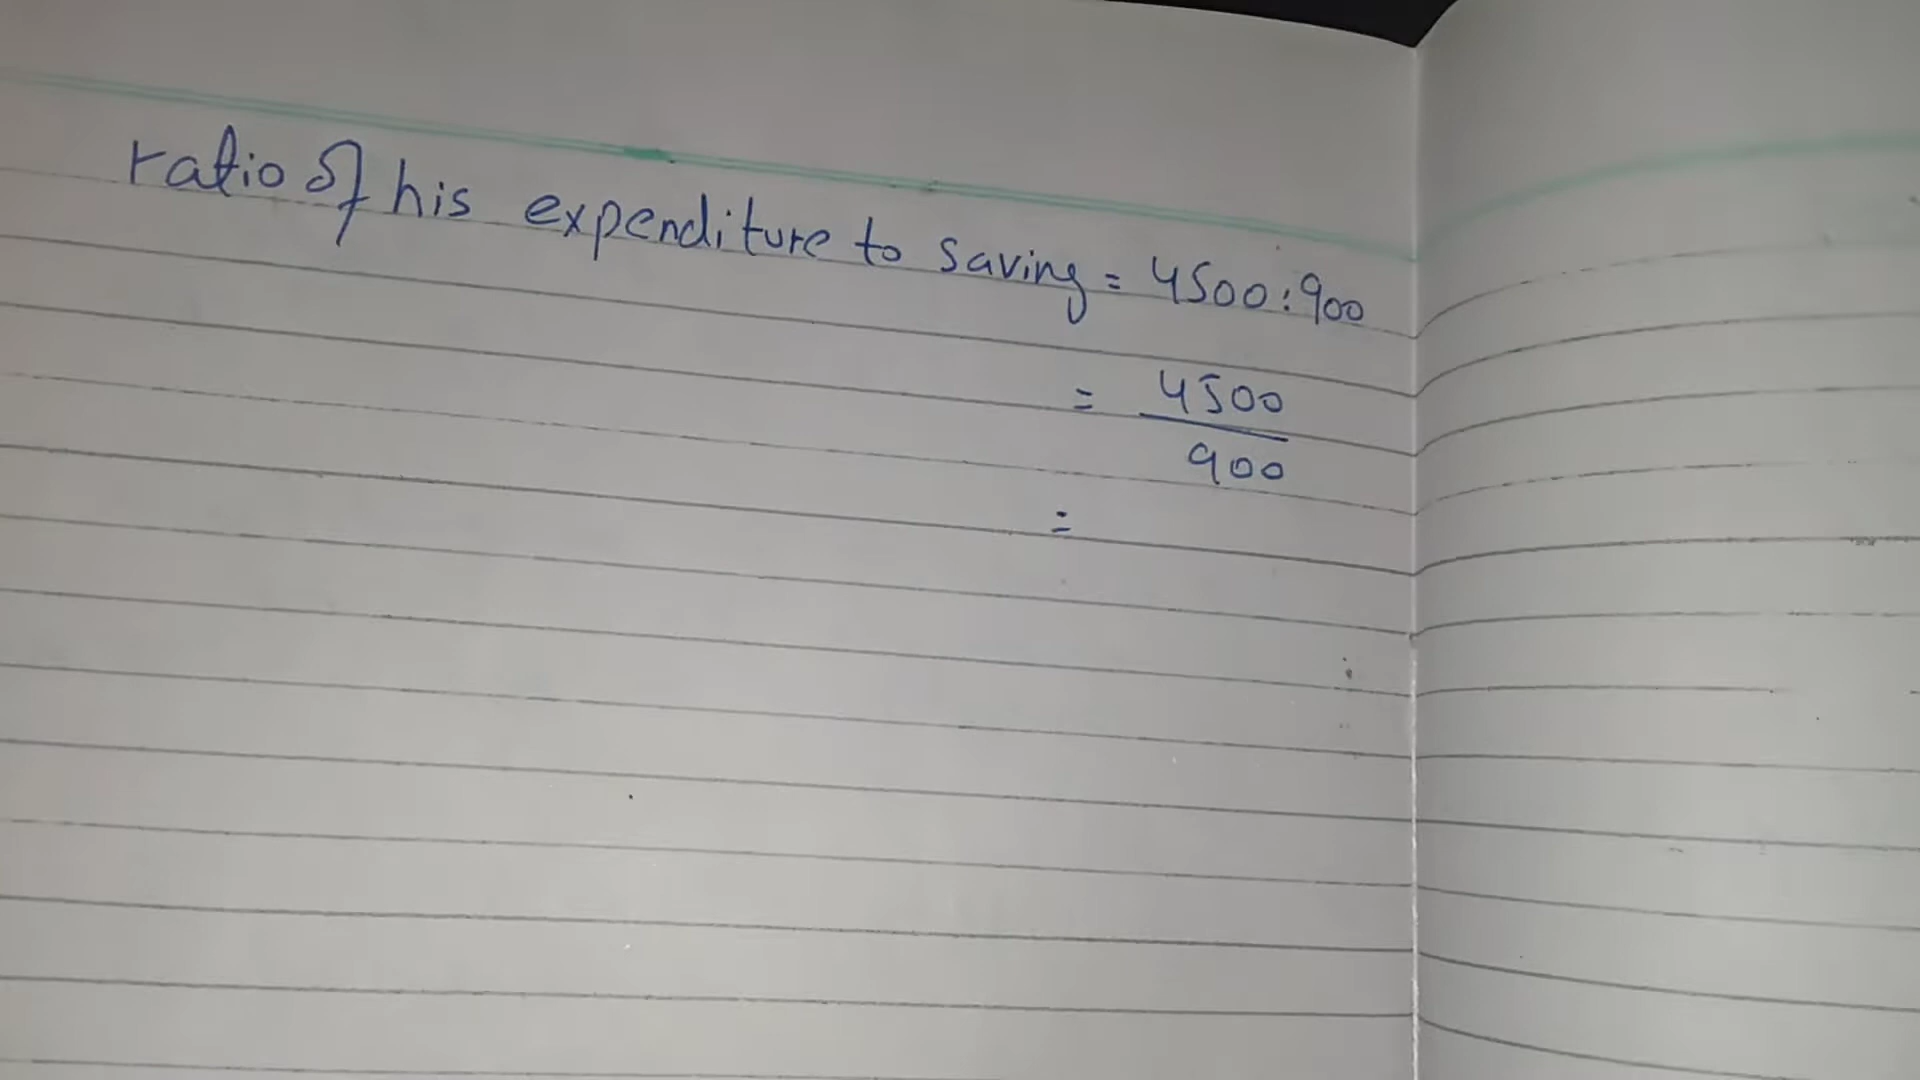 ratio of his expenditure to saving = 4500:900
= 4500
900
=